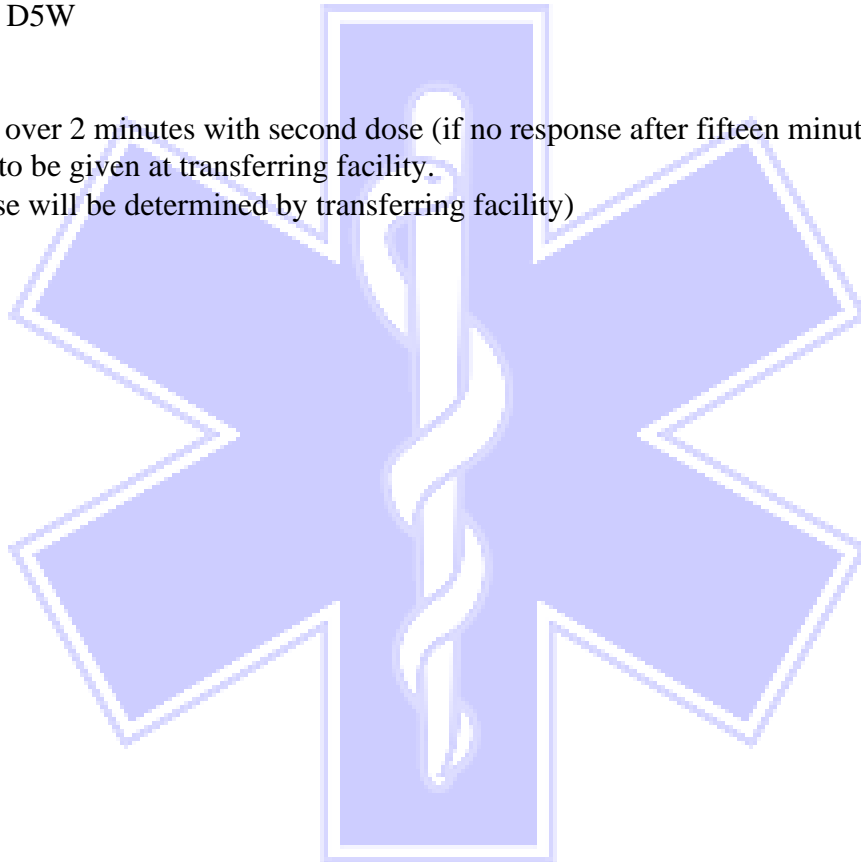 D5W
over 2 minutes with second dose (if no response after fifteen minut
to be given at transferring facility.
se will be determined by transferring facility)